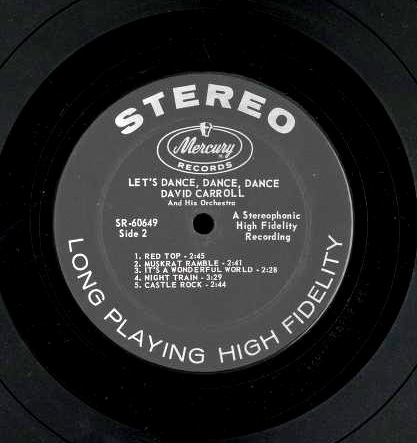 STEREO
Mercury
RECORDS
LET'S DANCE, DANCE, DANCE
DAVID CARROLL
And His Orchestra
SR-60649
Side 2
A Stereophonic
High Fidelity
Recording
1. RED TOP - 2:45
2. MUSKRAT RAMBLE - 2:41
3. IT'S A WONDERFUL WORLD - 2:28
4. NIGHT TRAIN - 3:29
5. CASTLE ROCK - 2:44
LONG PLAYING HIGH FIDELITY